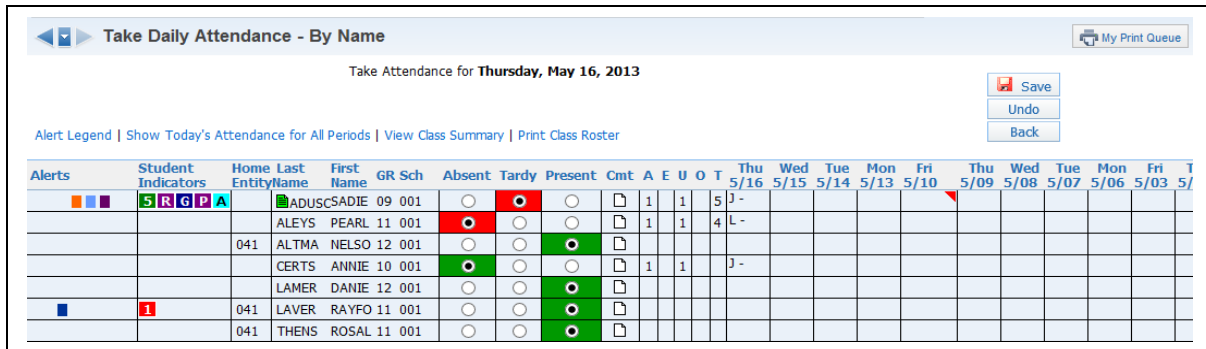 Take Daily Attendance - By Name
My Print Queue
Take Attendance for Thursday, May 16, 2013
Save
Undo
Back
Alert Legend | Show Today's Attendance for All Periods | View Class Summary | Print Class Roster
Alerts Student Indicators Home Entity Last Name First Name GR Sch Absent Tardy Present Cmt A E U O T Thu 5/16 Wed 5/15 Tue 5/14 Mon 5/13 Fri 5/10 Thu 5/09 Wed 5/08 Tue 5/07 Mon 5/06 Fri 5/03 T 5/
5 R G P A ADUSC SADIE 09 001 1 1 5 J -
ALEYS PEARL 11 001 1 1 4 L -
041 ALTMA NELSO 12 001
CERTS ANNIE 10 001 1 1 J -
LAMER DANIE 12 001
1 041 LAVER RAYFO 11 001
041 THENS ROSAL 11 001